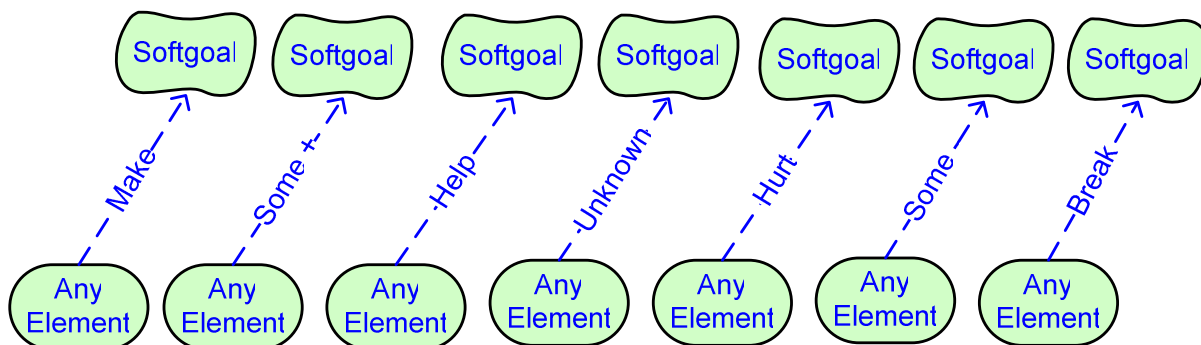 Softgoal
Softgoal
Softgoal
Softgoal
Softgoal
Softgoal
Softgoal
Make
Some +
Help
Unknown
Hurt
Some
Break
Any
Element
Any
Element
Any
Element
Any
Element
Any
Element
Any
Element
Any
Element